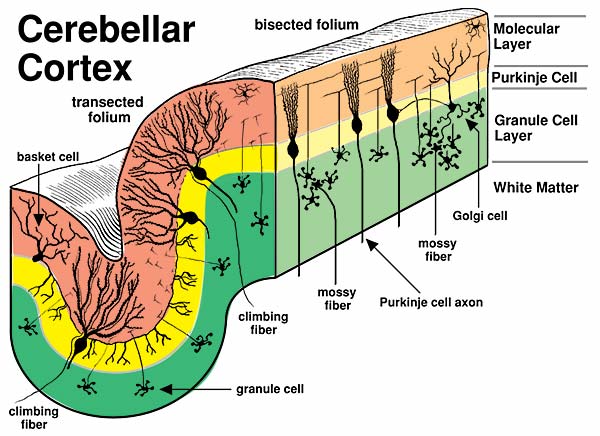 Cerebellar
Cortex
bisected folium
transected
folium
basket cell
Molecular
Layer
Purkinje Cell
Granule Cell
Layer
White Matter
Golgi cell
mossy
fiber
Purkinje cell axon
mossy
fiber
climbing
fiber
granule cell
climbing
fiber